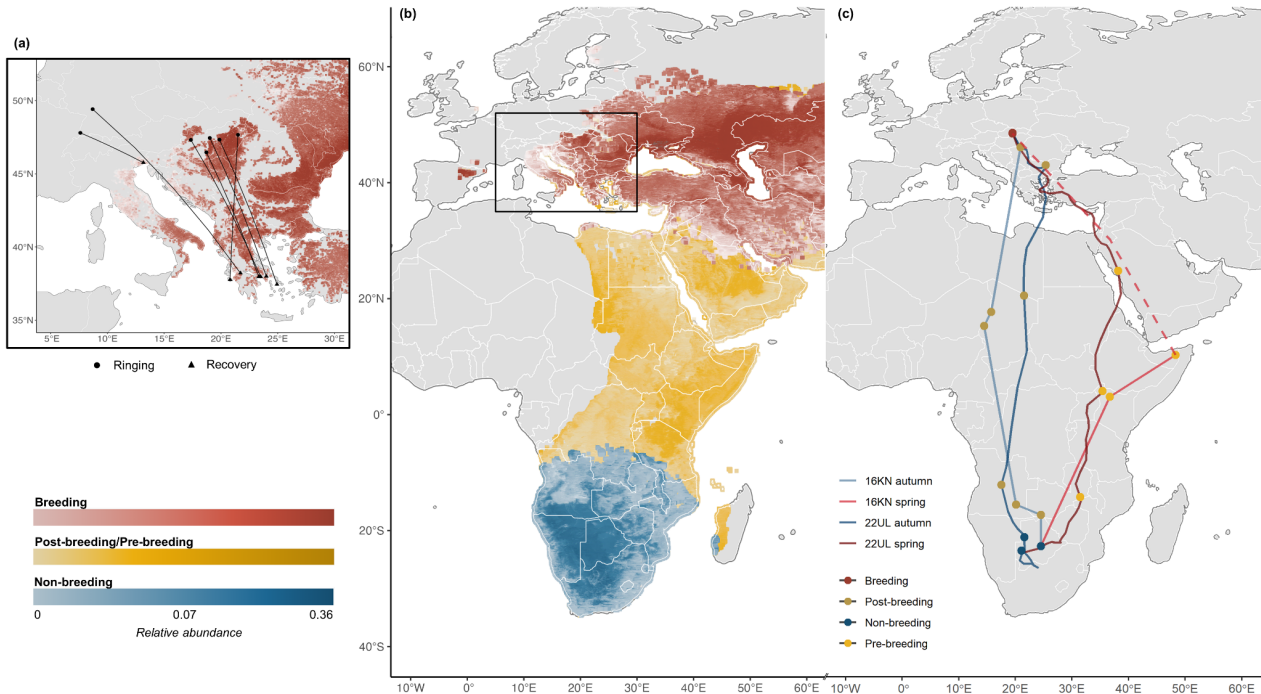 (a)
50°N
45°N
40°N
35°N
5°E 10°E 15°E 20°E 25°E 30°E
Ringing Recovery
Breeding
Post-breeding/Pre-breeding
Non-breeding
0 0.07 0.36
Relative abundance
(b)
60°N
40°N
20°N
0°
20°S
40°S
10°W 0° 10°E 20°E 30°E 40°E 50°E 60°E
(c)
16KN autumn
16KN spring
22UL autumn
22UL spring
Breeding
Post-breeding
Non-breeding
Pre-breeding
10°W 0° 10°E 20°E 30°E 40°E 50°E 60°E